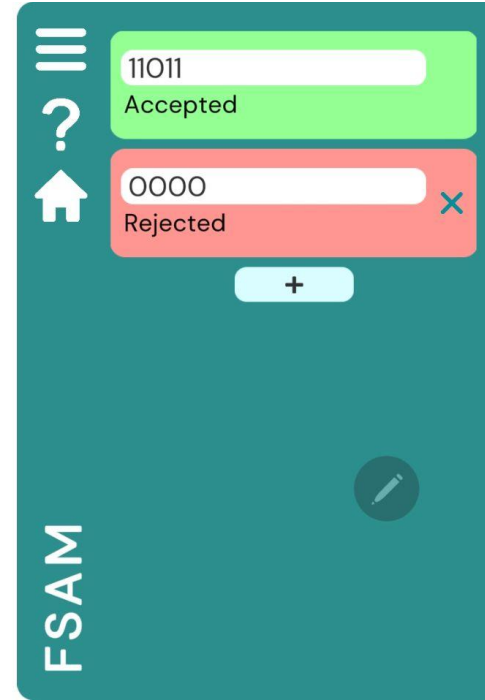 11011
Accepted
?
0000
Rejected
+
FSAM